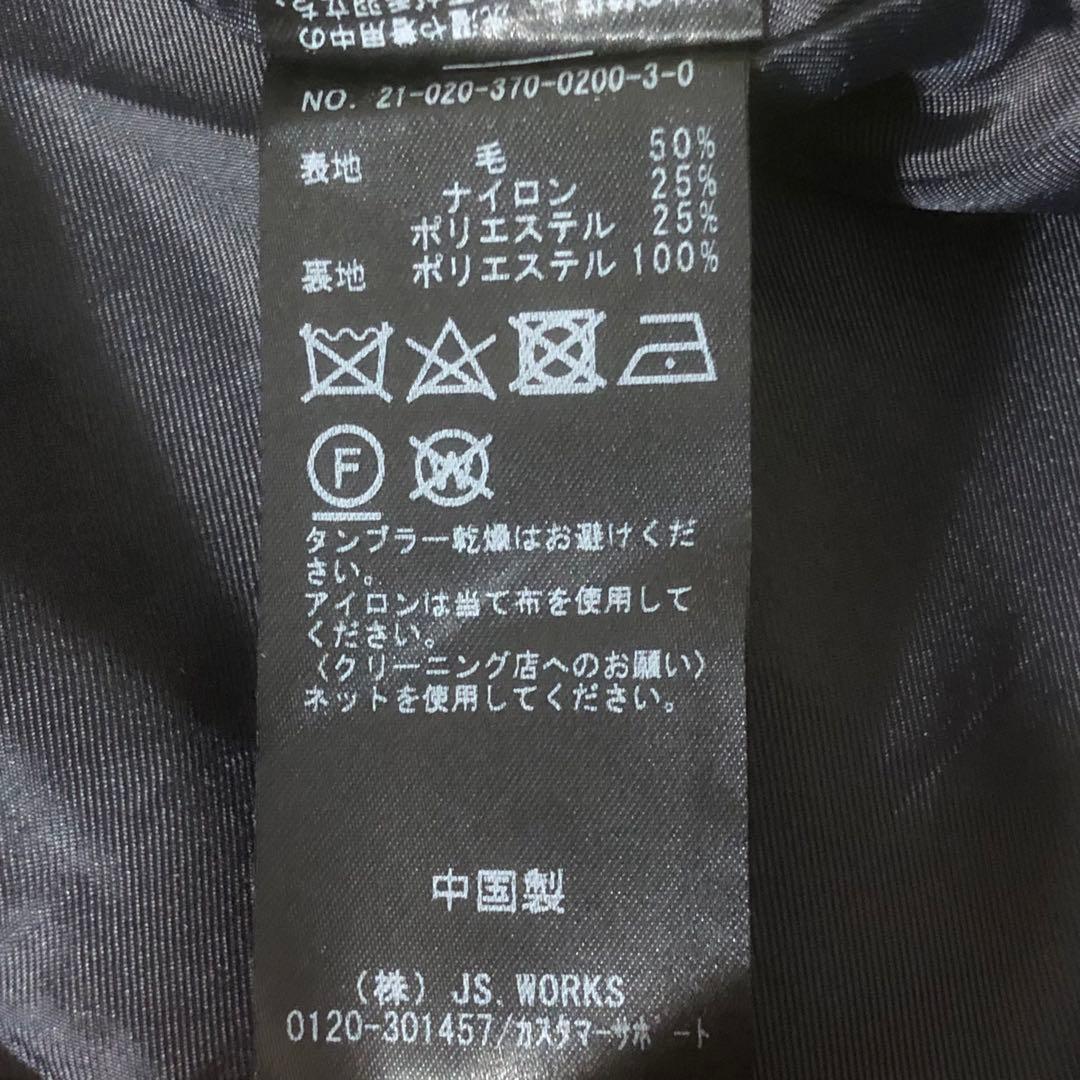 NO. 21-020-370-0200-3-0
表地 毛 50%
ナイロン 25%
ポリエステル 25%
裏地 ポリエステル 100%
F W
タンブラー乾燥はお避けくだ
さい。
アイロンは当て布を使用して
ください。
〈クリーニング店へのお願い〉
ネットを使用してください。
中国製
(株) JS.WORKS
0120-301457/カスタマーサポート